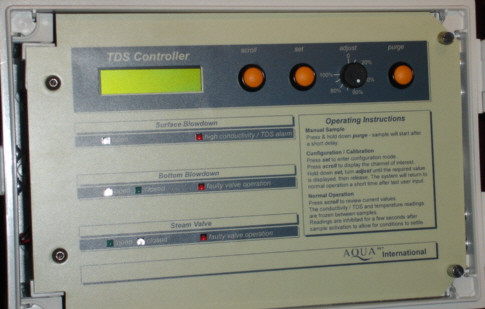 TDS Controller
scroll set adjust purge
100%
Surface Blowdown
high conductivity / TDS alarm
Bottom Blowdown
open closed faulty valve operation
Steam Valve
open closed faulty valve operation
Operating Instructions
Manual Sample
Press & hold down purge - sample will start after
a short delay.
Configuration / Calibration
Press set to enter configuration mode.
Press scroll to display the channel of interest.
Hold down set, turn adjust until the required value
is displayed, then release. The system will return to
normal operation a short time after last user input.
Normal Operation
Press scroll to review current values
The conductivity / TDS and temperature readings
are frozen between samples.
Readings are inhibited for a few seconds after
sample activation to allow for conditions to settle.
AQUA International